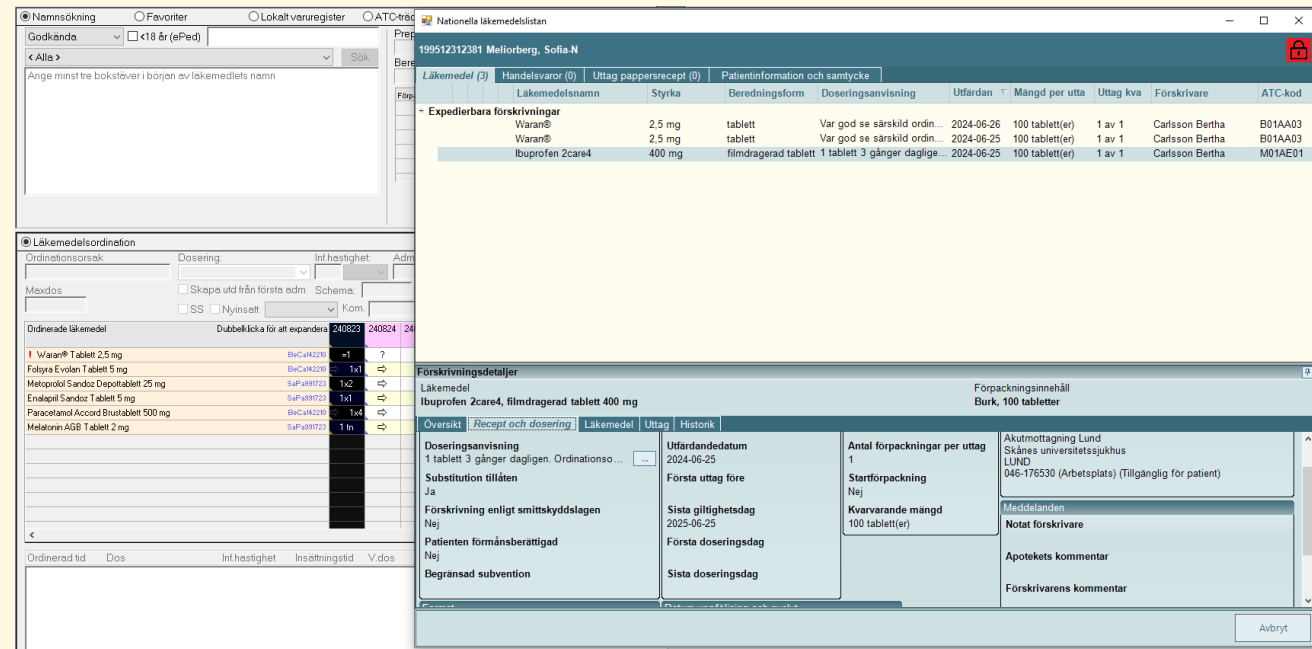 Namnsökning Favoriter Lokalt varuregister ATC-träd
Godkända <18 år (ePed)
Prep
<Alla> Sök
Bere
Ange minst tre bokstäver i början av läkemedlets namn
Förp
Läkemedelsordination
Ordinationsorsak Dosering: Inf.hastighet: Adm
Maxdos Skapa utd från första adm Schema:
SS Nyinsatt Kom.
Ordinerade läkemedel Dubbelklicka för att expandera 240823 240824 24
! Waran® Tablett 2,5 mg BeCa142210 =1 ?
Folsyra Evolan Tablett 5 mg BeCa142210 1x1
Metoprolol Sandoz Depottablett 25 mg SaPa991723 1x2
Enalapril Sandoz Tablett 5 mg SaPa991723 1x1
Paracetamol Accord Brustablett 500 mg BeCa142210 1x4
Melatonin AGB Tablett 2 mg SaPa991723 1 tn
Ordinerad tid Dos Inf.hastighet Insättningstid V.dos
Nationella läkemedelslistan
199512312381 Meliorberg, Sofia-N
Läkemedel (3) Handelsvaror (0) Uttag pappersrecept (0) Patientinformation och samtycke
Läkemedelsnamn Styrka Beredningsform Doseringsanvisning Utfärdan Mängd per utta Uttag kva Förskrivare ATC-kod
- Expedierbara förskrivningar
Waran® 2,5 mg tablett Var god se särskild ordin... 2024-06-26 100 tablett(er) 1 av 1 Carlsson Bertha B01AA03
Waran® 2,5 mg tablett Var god se särskild ordin... 2024-06-25 100 tablett(er) 1 av 1 Carlsson Bertha B01AA03
Ibuprofen 2care4 400 mg filmdragerad tablett 1 tablett 3 gånger daglige... 2024-06-25 100 tablett(er) 1 av 1 Carlsson Bertha M01AE01
Förskrivningsdetaljer
Läkemedel Förpackningsinnehåll
Ibuprofen 2care4, filmdragerad tablett 400 mg Burk, 100 tabletter
Översikt Recept och dosering Läkemedel Uttag Historik
Doseringsanvisning
1 tablett 3 gånger dagligen. Ordinationso... ...
Substitution tillåten
Ja
Förskrivning enligt smittskyddslagen
Nej
Patienten förmånsberättigad
Nej
Begränsad subvention
Utfärdandedatum
2024-06-25
Första uttag före
Sista giltighetsdag
2025-06-25
Första doseringsdag
Sista doseringsdag
Antal förpackningar per uttag
1
Startförpackning
Nej
Kvarvarande mängd
100 tablett(er)
Akutmottagning Lund
Skånes universitetssjukhus
LUND
046-176530 (Arbetsplats) (Tillgänglig för patient)
Meddelanden
Notat förskrivare
Apotekets kommentar
Förskrivarens kommentar
Avbryt